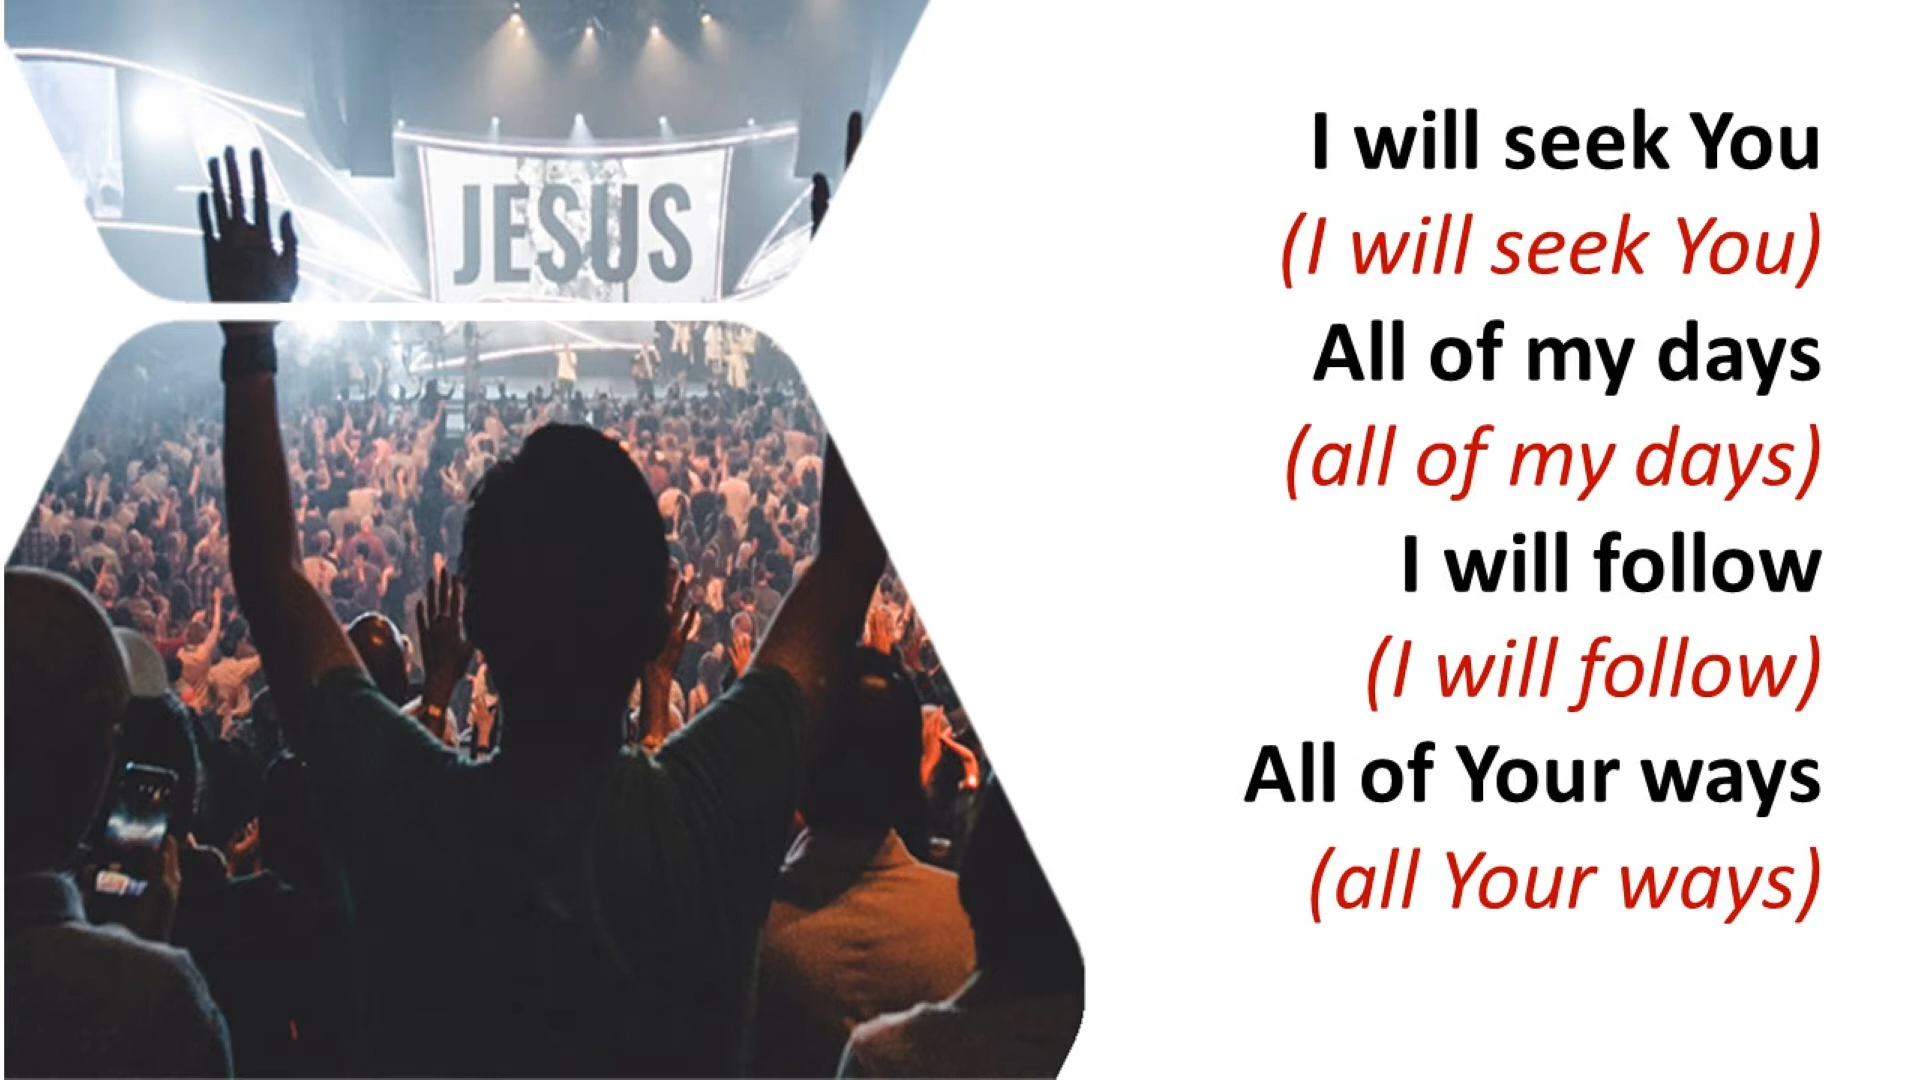 JESUS
I will seek You
(I will seek You)
All of my days
(all of my days)
I will follow
(I will follow)
All of Your ways
(all Your ways)